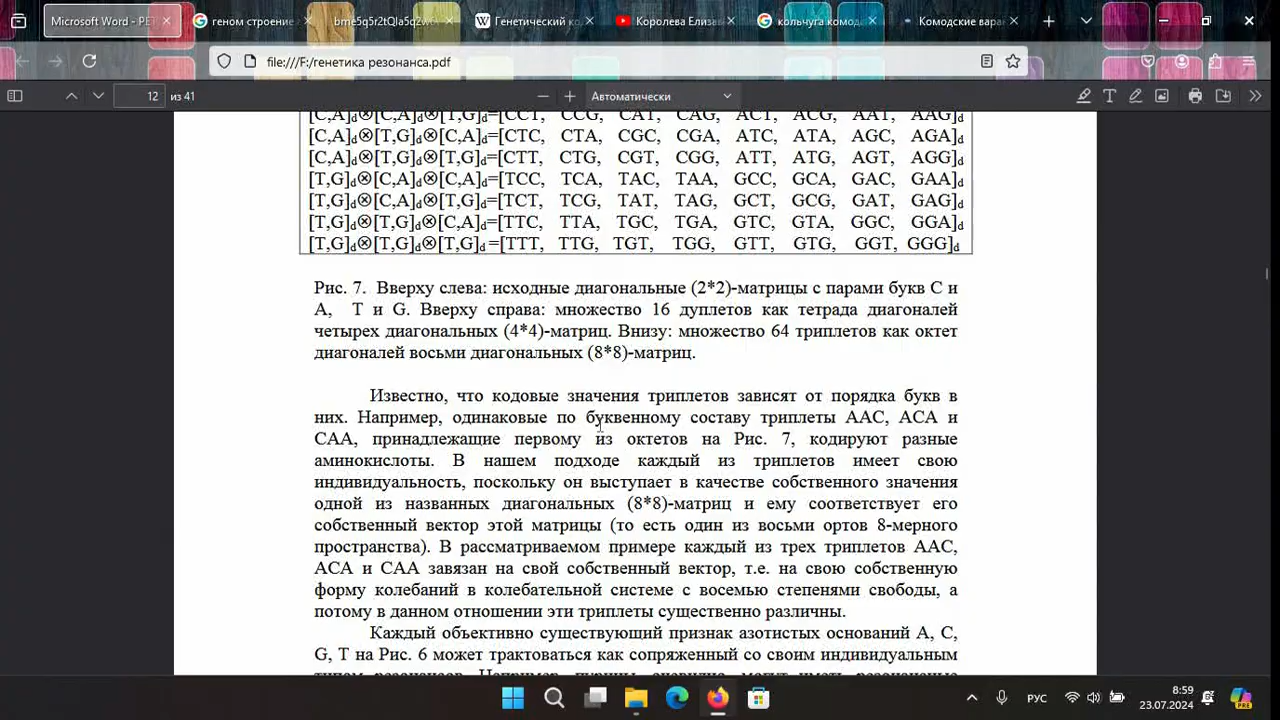 Microsoft Word - PET
геном строение
bme5q5r2tQla5q2wf
Генетический ко
Королева Елизав
кольчуга комод
Комодские вара
file:///F:/генетика резонанса.pdf
12 из 41
Автоматически
[C,A]d⊗[C,A]d⊗[T,G]d=[CCT, CCG, CAT, CAG, ACT, ACG, AAT, AAG]d
[C,A]d⊗[T,G]d⊗[C,A]d=[CTC, CTA, CGC, CGA, ATC, ATA, AGC, AGA]d
[C,A]d⊗[T,G]d⊗[T,G]d=[CTT, CTG, CGT, CGG, ATT, ATG, AGT, AGG]d
[T,G]d⊗[C,A]d⊗[C,A]d=[TCC, TCA, TAC, TAA, GCC, GCA, GAC, GAA]d
[T,G]d⊗[C,A]d⊗[T,G]d=[TCT, TCG, TAT, TAG, GCT, GCG, GAT, GAG]d
[T,G]d⊗[T,G]d⊗[C,A]d=[TTC, TTA, TGC, TGA, GTC, GTA, GGC, GGA]d
[T,G]d⊗[T,G]d⊗[T,G]d =[TTT, TTG, TGT, TGG, GTT, GTG, GGT, GGG]d
Рис. 7. Вверху слева: исходные диагональные (2*2)-матрицы с парами букв C и
A, T и G. Вверху справа: множество 16 дуплетов как тетрада диагоналей
четырех диагональных (4*4)-матриц. Внизу: множество 64 триплетов как октет
диагоналей восьми диагональных (8*8)-матриц.
Известно, что кодовые значения триплетов зависят от порядка букв в
них. Например, одинаковые по буквенному составу триплеты AAC, ACA и
CAA, принадлежащие первому из октетов на Рис. 7, кодируют разные
аминокислоты. В нашем подходе каждый из триплетов имеет свою
индивидуальность, поскольку он выступает в качестве собственного значения
одной из названных диагональных (8*8)-матриц и ему соответствует его
собственный вектор этой матрицы (то есть один из восьми ортов 8-мерного
пространства). В рассматриваемом примере каждый из трех триплетов AAC,
ACA и CAA завязан на свой собственный вектор, т.е. на свою собственную
форму колебаний в колебательной системе с восемью степенями свободы, а
потому в данном отношении эти триплеты существенно различны.
Каждый объективно существующий признак азотистых оснований A, C,
G, T на Рис. 6 может трактоваться как сопряженный со своим индивидуальным
РУС
8:59
23.07.2024